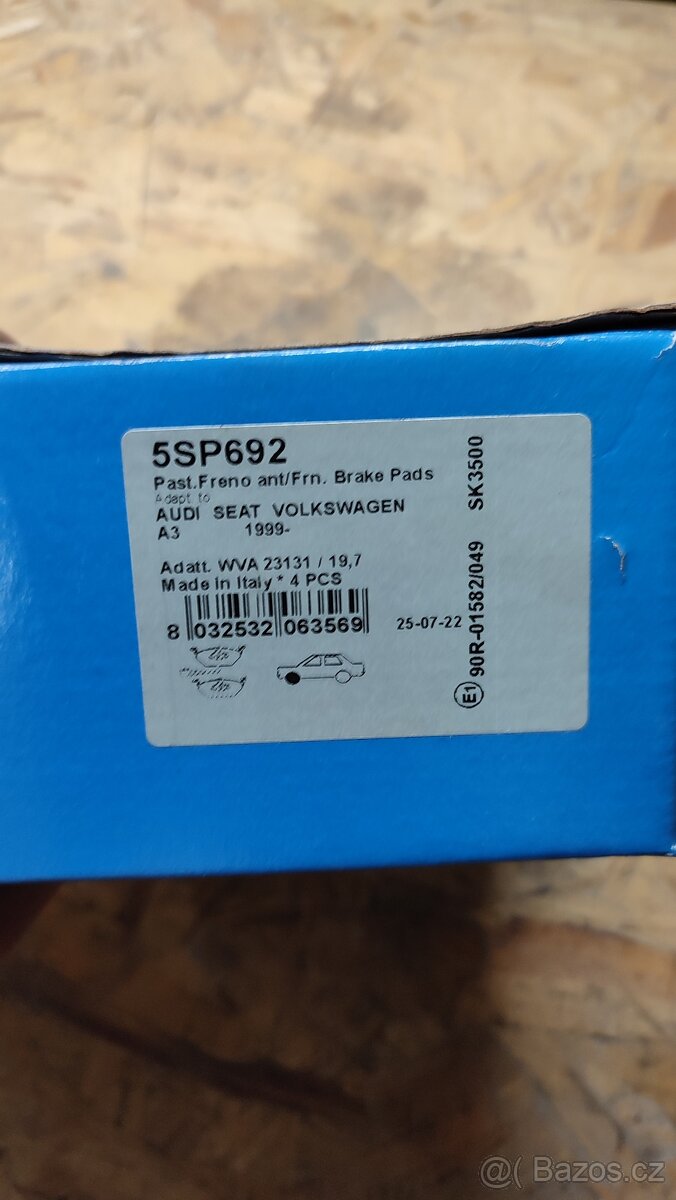 5SP692
Past.Freno ant/Frn. Brake Pads
Adapt. to
AUDI SEAT VOLKSWAGEN
A3 1999-
Adatt. WVA 23131 / 19,7
Made in Italy * 4 PCS
8 032532 063569
25-07-22
E1 90R-01582/049 SK3500
@( Bazos.cz